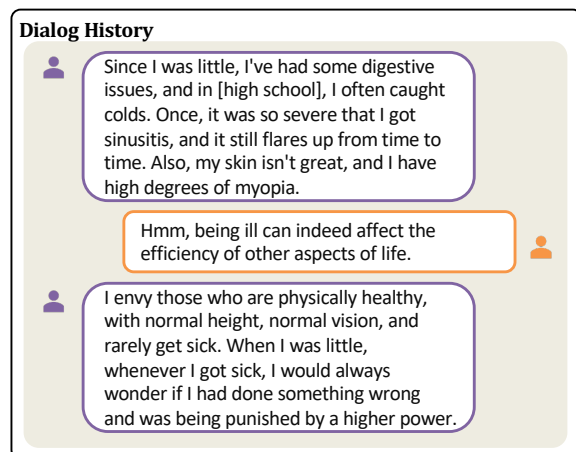 Dialog History
Since I was little, I've had some digestive
issues, and in [high school], I often caught
colds. Once, it was so severe that I got
sinusitis, and it still flares up from time to
time. Also, my skin isn't great, and I have
high degrees of myopia.
Hmm, being ill can indeed affect the
efficiency of other aspects of life.
I envy those who are physically healthy,
with normal height, normal vision, and
rarely get sick. When I was little,
whenever I got sick, I would always
wonder if I had done something wrong
and was being punished by a higher power.